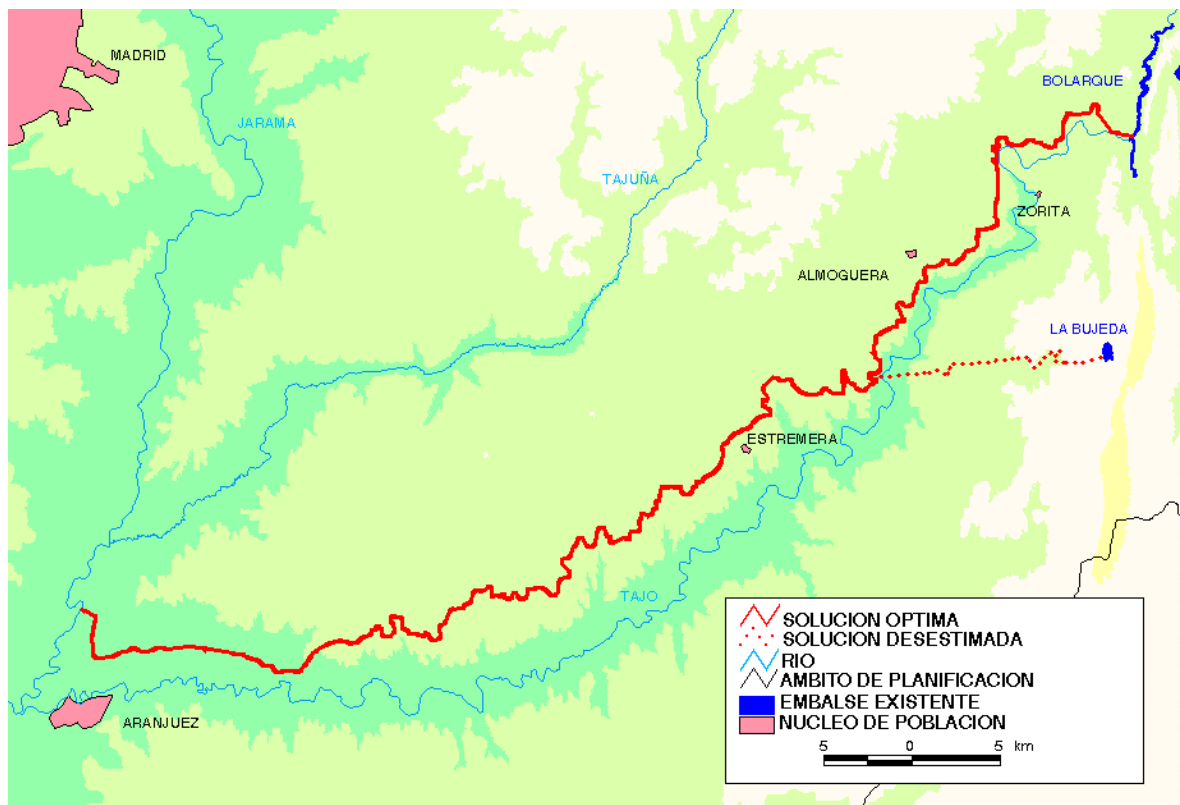 MADRID
BOLARQUE
JARAMA
TAJUÑA
ZORITA
ALMOGUERA
LA BUJEDA
ESTREMERA
TAJO
ARANJUEZ
SOLUCION OPTIMA
SOLUCION DESESTIMADA
RIO
AMBITO DE PLANIFICACION
EMBALSE EXISTENTE
NUCLEO DE POBLACION
5 0 5 km